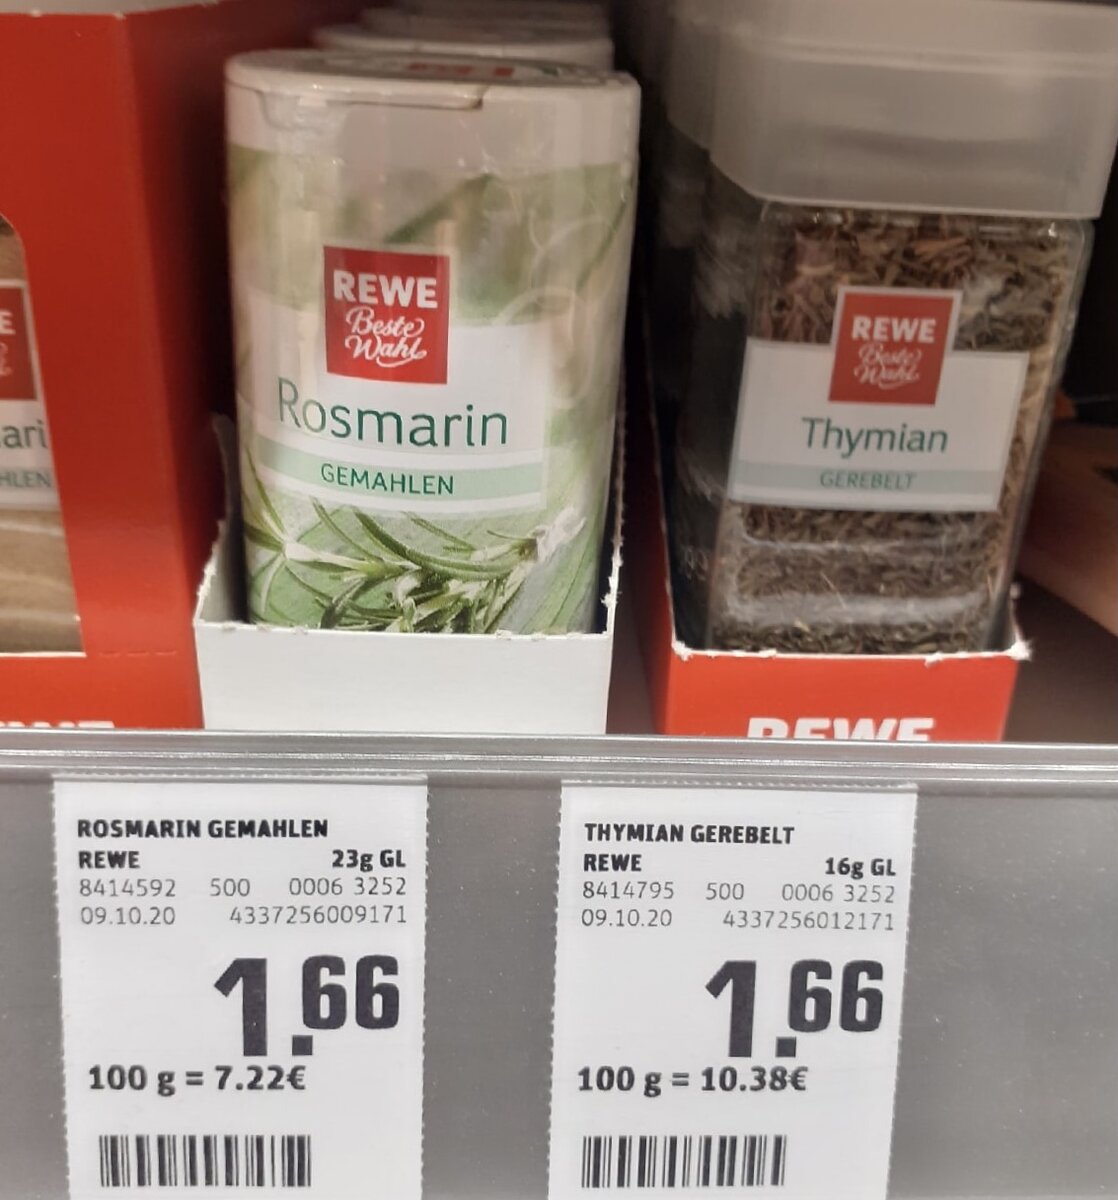 REWE
Beste
Wahl
Rosmarin
GEMAHLEN
REWE
Beste
Wahl
Thymian
GEREBELT
REWE
ROSMARIN GEMAHLEN
REWE 23g GL
8414592 500 0006 3252
09.10.20 4337256009171
1.66
100 g = 7.22€
THYMIAN GEREBELT
REWE 16g GL
8414795 500 0006 3252
09.10.20 4337256012171
1.66
100 g = 10.38€